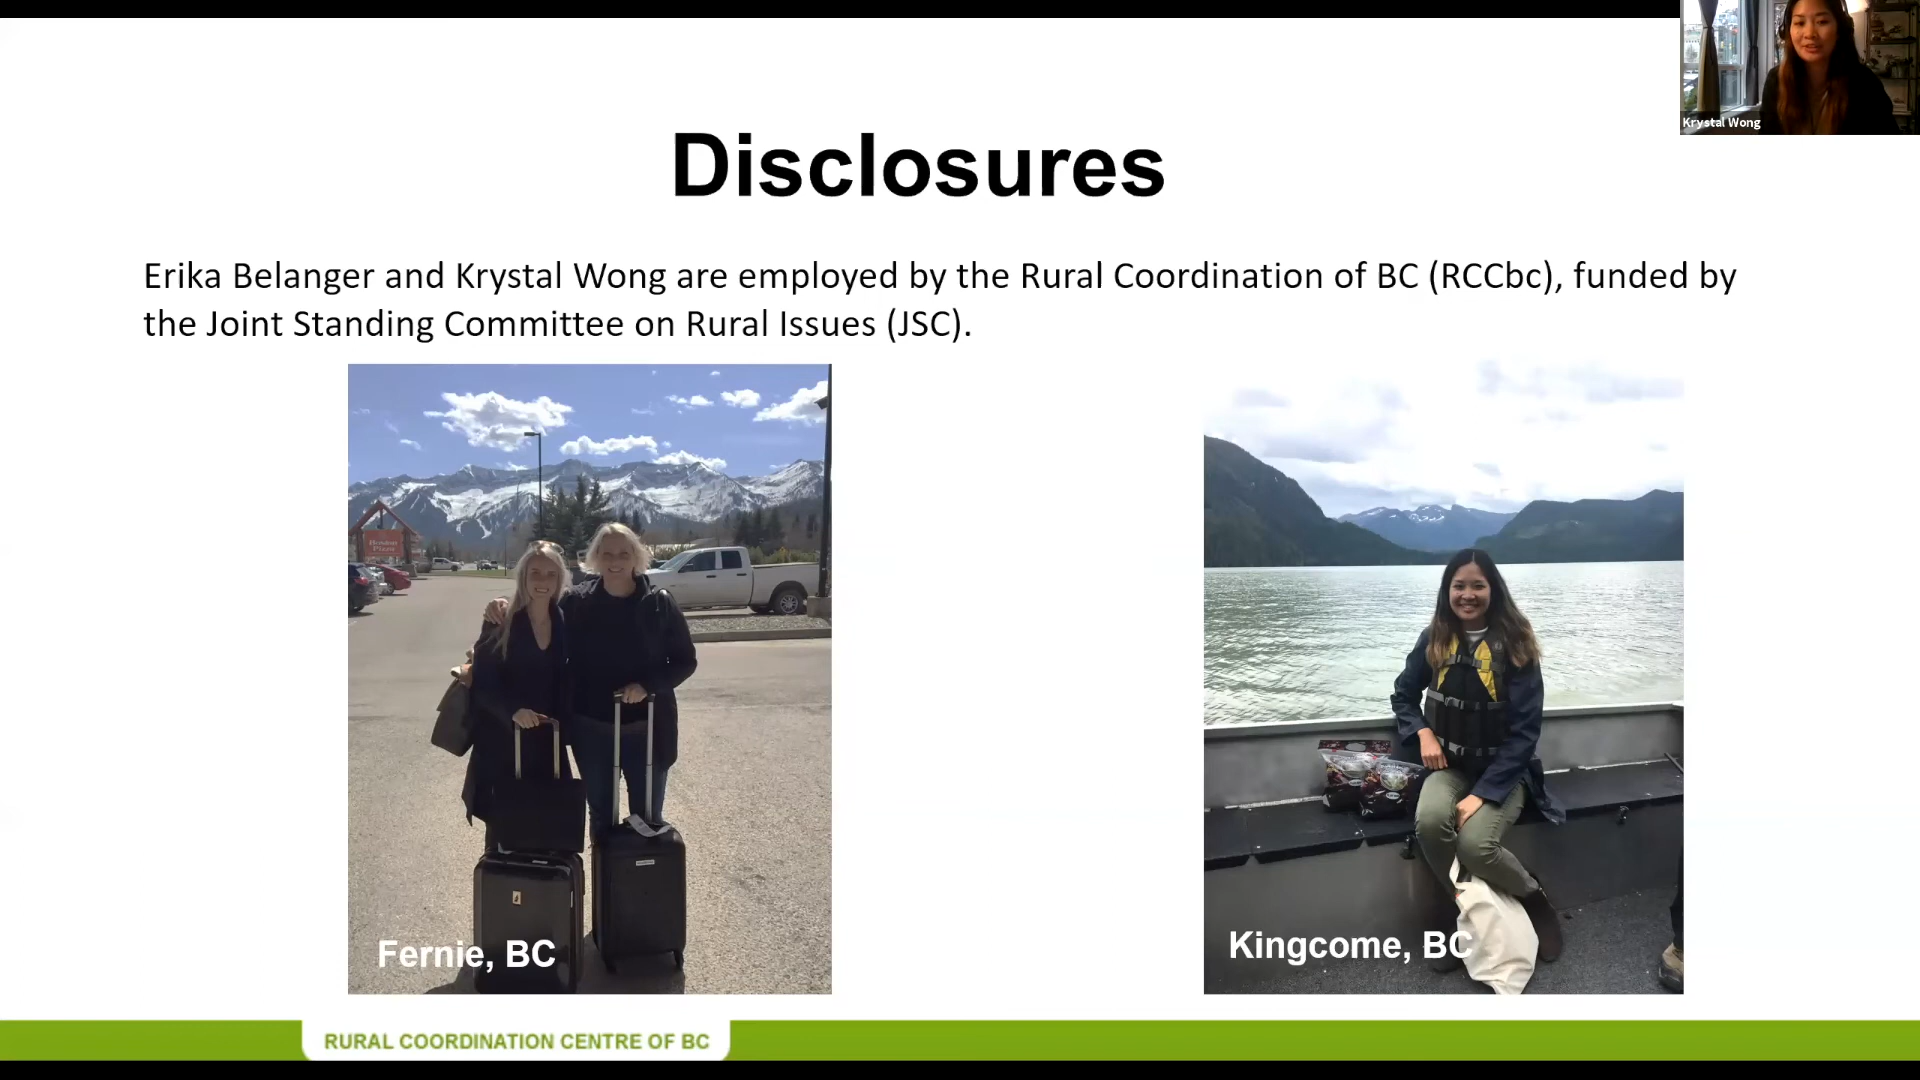 Krystal Wong
Disclosures
Erika Belanger and Krystal Wong are employed by the Rural Coordination of BC (RCCbc), funded by
the Joint Standing Committee on Rural Issues (JSC).
Fernie, BC
Kingcome, BC
RURAL COORDINATION CENTRE OF BC